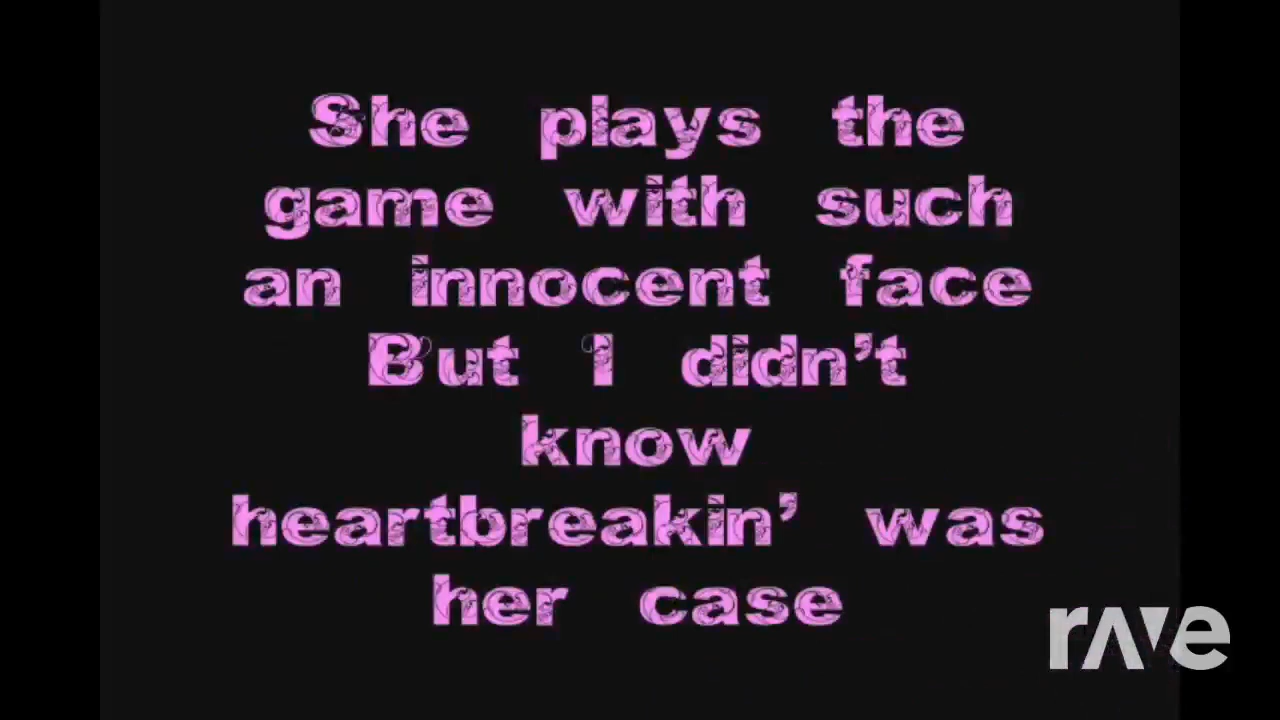 She plays the
game with such
an innocent face
But I didn't
know
heartbreakin' was
her case
rave